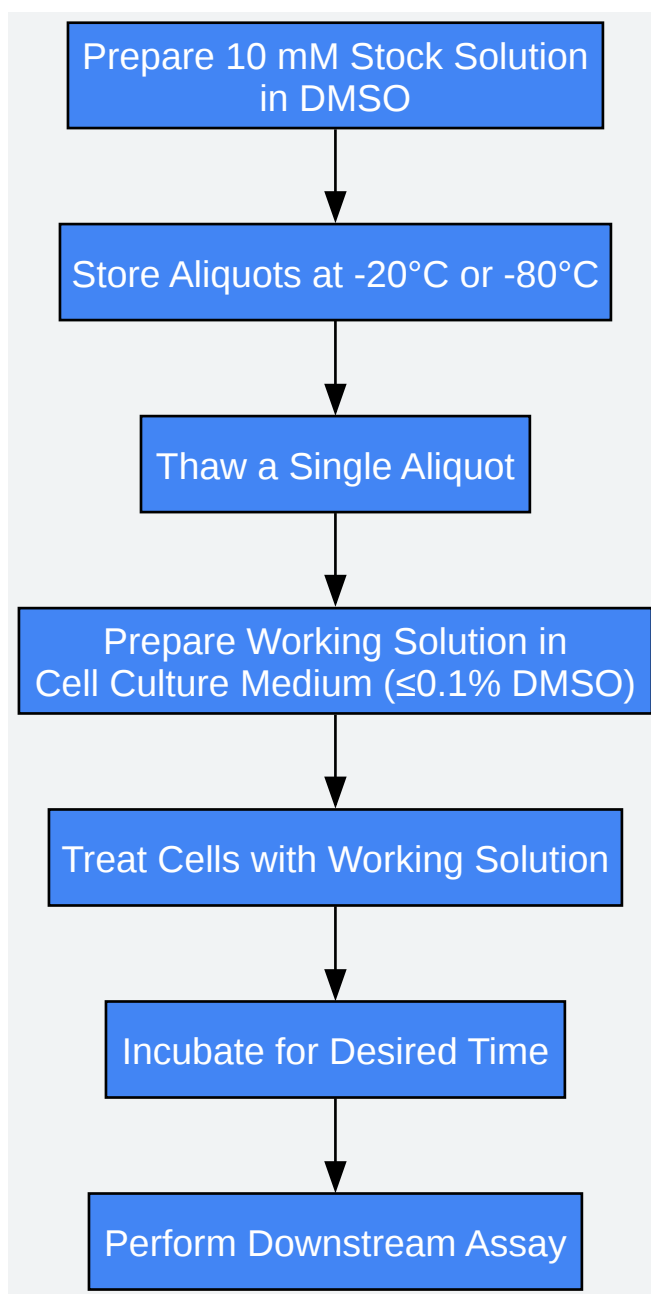 Prepare 10 mM Stock Solution
in DMSO
Store Aliquots at -20°C or -80°C
Thaw a Single Aliquot
Prepare Working Solution in
Cell Culture Medium (≤0.1% DMSO)
Treat Cells with Working Solution
Incubate for Desired Time
Perform Downstream Assay